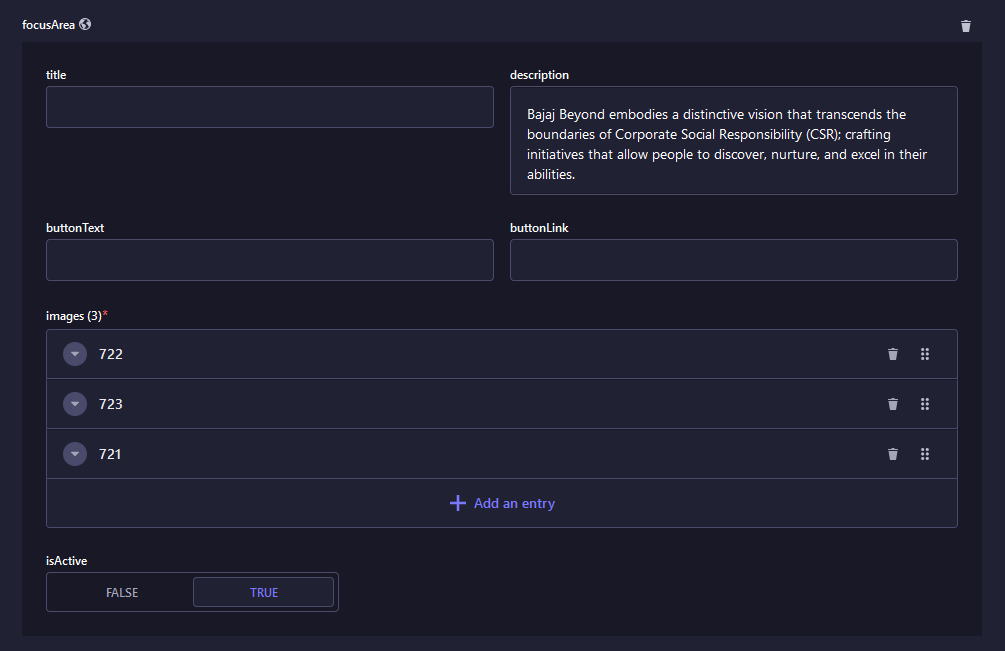 focusArea
title
description
Bajaj Beyond embodies a distinctive vision that transcends the
boundaries of Corporate Social Responsibility (CSR); crafting
initiatives that allow people to discover, nurture, and excel in their
abilities.
buttonText
buttonLink
images (3)*
722
723
721
Add an entry
isActive
FALSE
TRUE